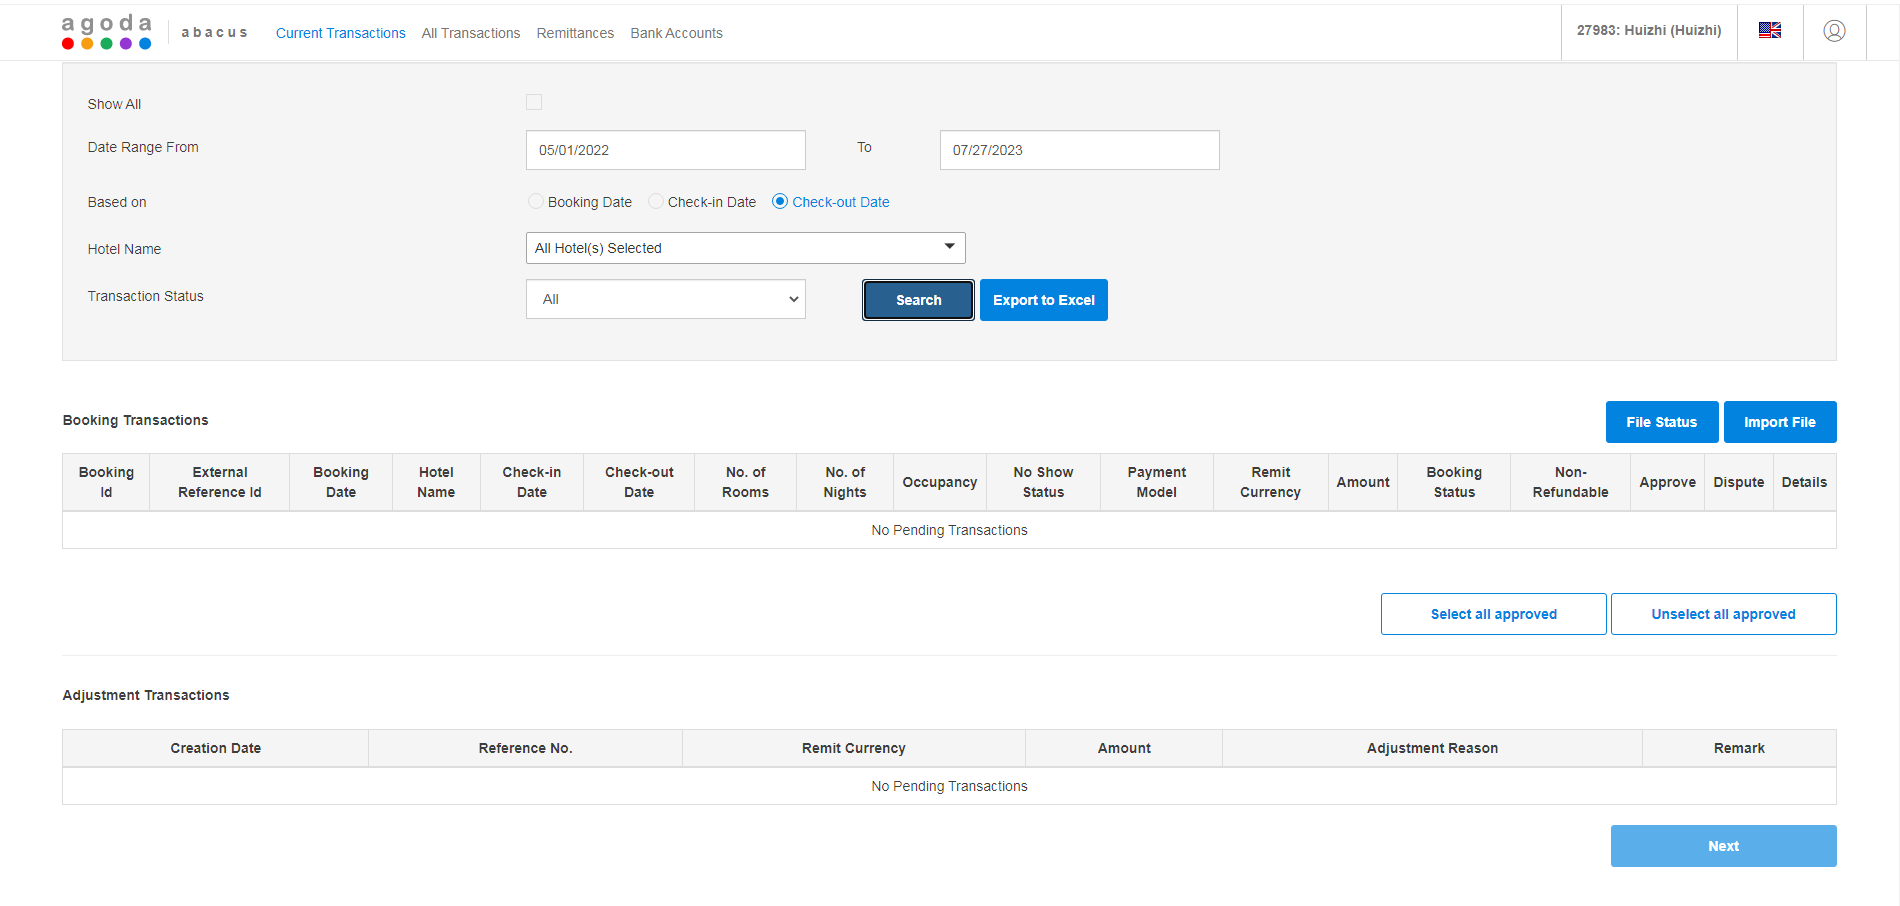 agoda
abacus Current Transactions All Transactions Remittances Bank Accounts 27983: Huizhi (Huizhi)
Show All
Date Range From 05/01/2022 To 07/27/2023
Based on Booking Date Check-in Date Check-out Date
Hotel Name All Hotel(s) Selected
Transaction Status All Search Export to Excel
Booking Transactions File Status Import File
Booking Id External Reference Id Booking Date Hotel Name Check-in Date Check-out Date No. of Rooms No. of Nights Occupancy No Show Status Payment Model Remit Currency Amount Booking Status Non-Refundable Approve Dispute Details
No Pending Transactions
Select all approved Unselect all approved
Adjustment Transactions
Creation Date Reference No. Remit Currency Amount Adjustment Reason Remark
No Pending Transactions
Next